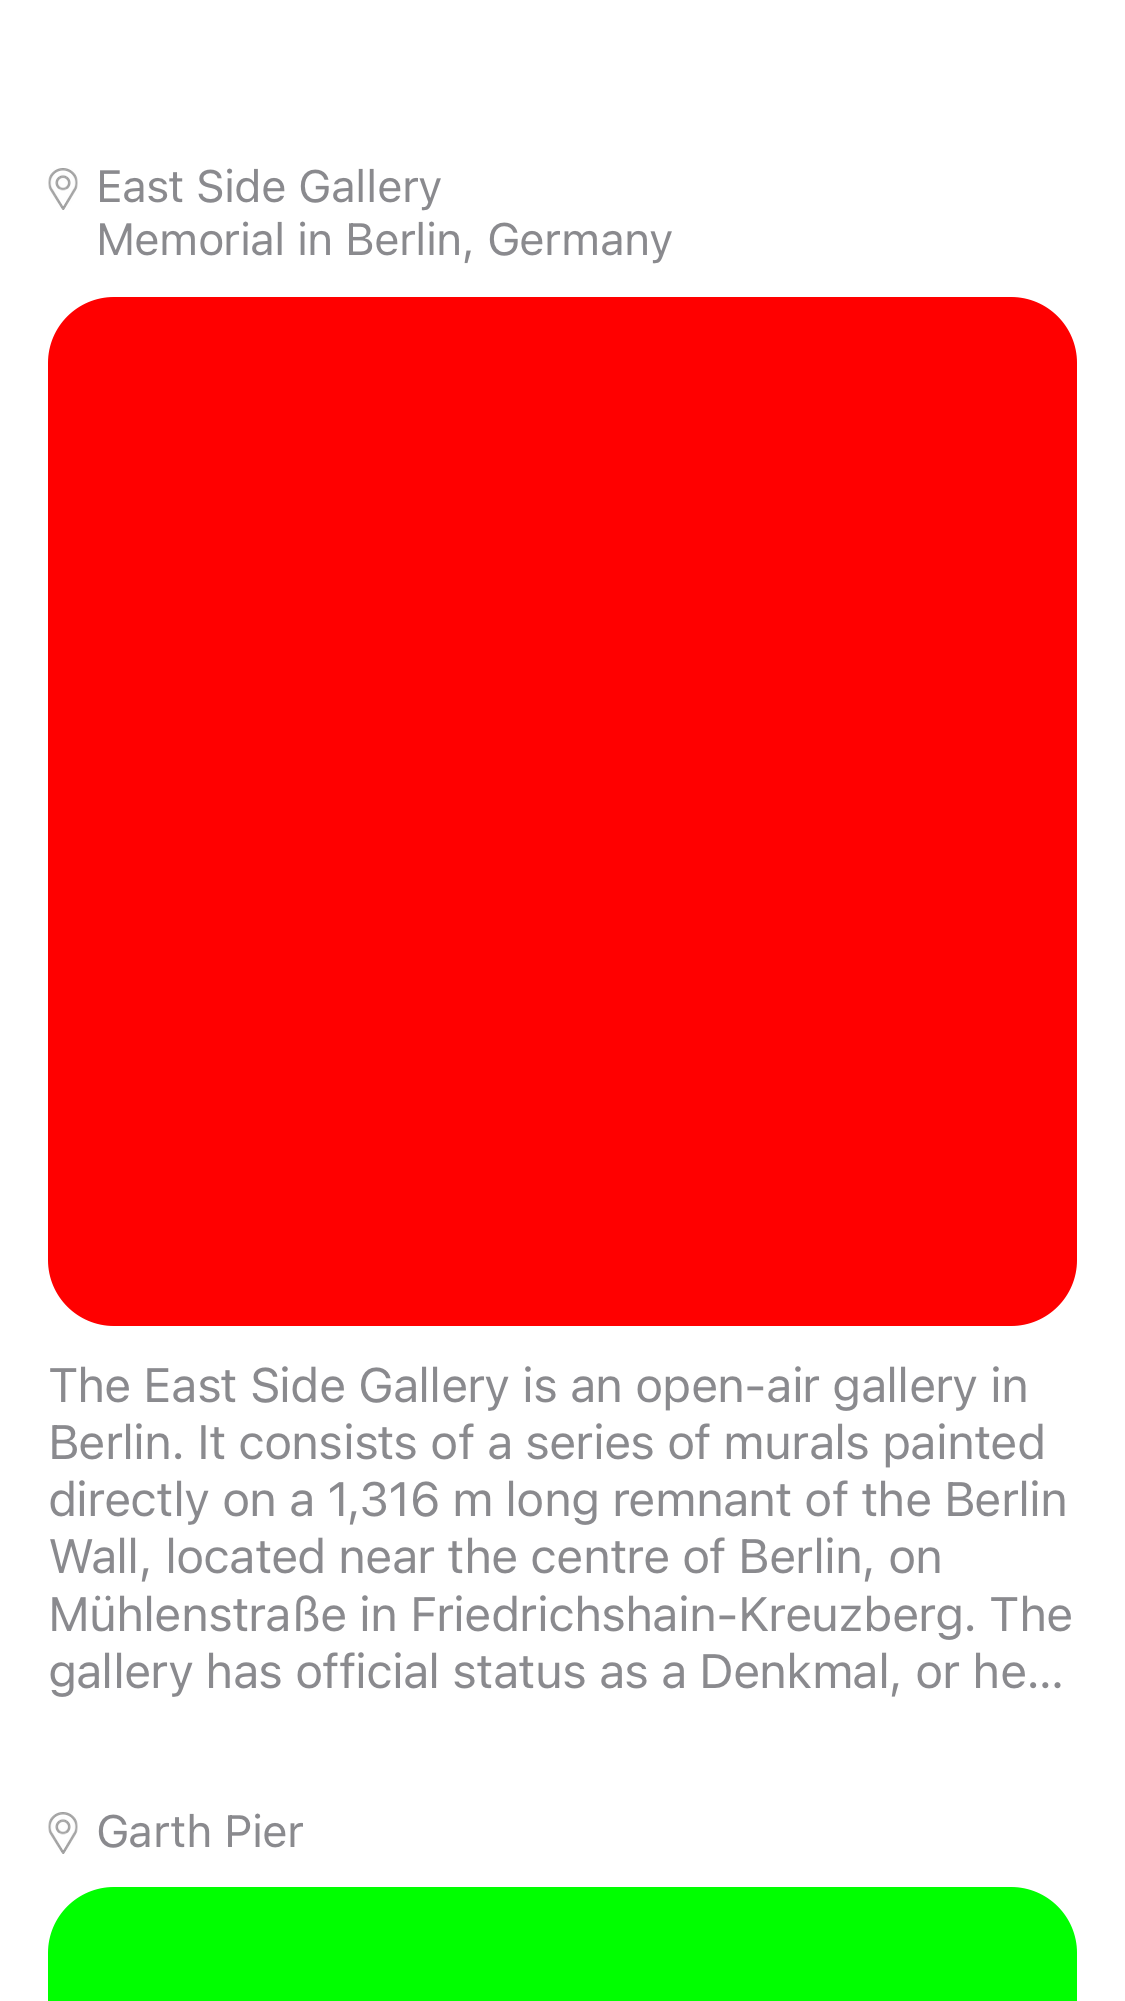 East Side Gallery
Memorial in Berlin, Germany
The East Side Gallery is an open-air gallery in
Berlin. It consists of a series of murals painted
directly on a 1,316 m long remnant of the Berlin
Wall, located near the centre of Berlin, on
Mühlenstraße in Friedrichshain-Kreuzberg. The
gallery has official status as a Denkmal, or he...
Garth Pier